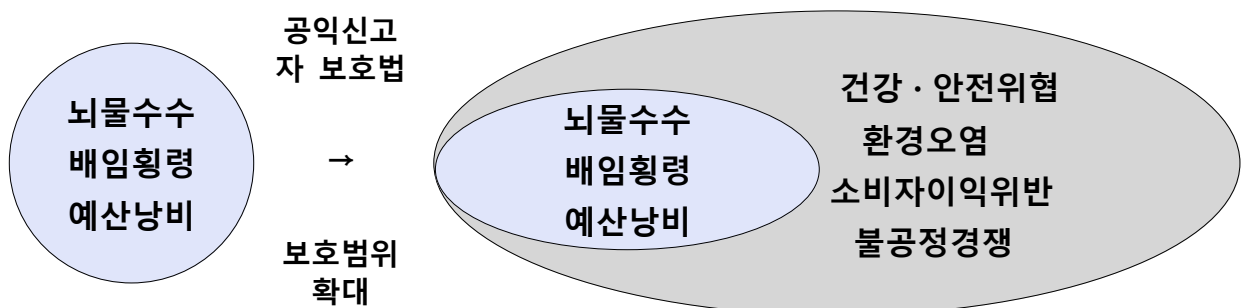 뇌물수수
배임횡령
예산낭비
공익신고
자 보호법
→
보호범위
확대
뇌물수수
배임횡령
예산낭비
건강 · 안전위협
환경오염
소비자이익위반
불공정경쟁